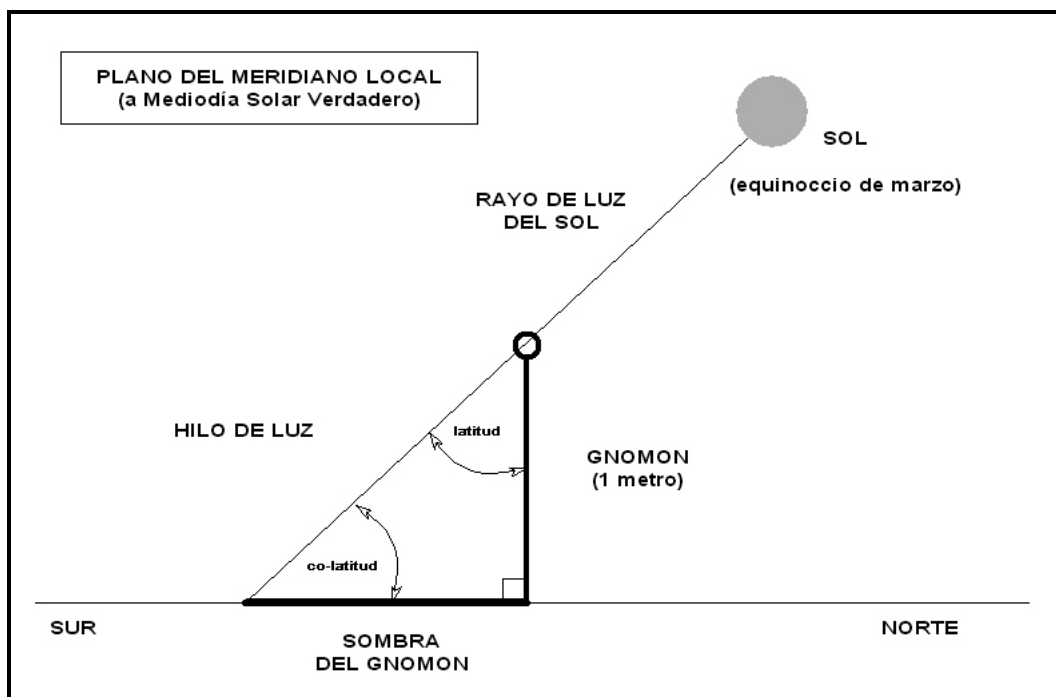 PLANO DEL MERIDIANO LOCAL
(a Mediodía Solar Verdadero)
SOL
(equinoccio de marzo)
RAYO DE LUZ
DEL SOL
HILO DE LUZ
latitud
GNOMON
(1 metro)
co-latitud
SUR
SOMBRA
DEL GNOMON
NORTE